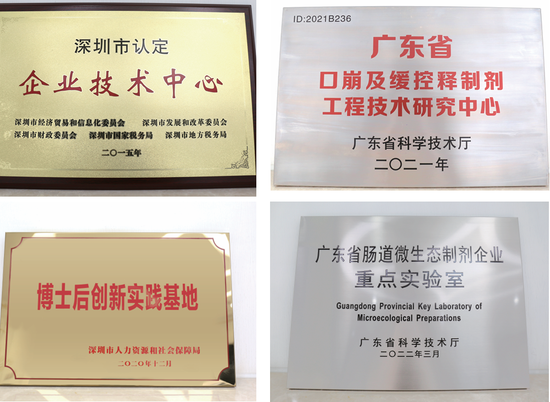 深圳市认定
企业技术中心
深圳市经济贸易和信息化委员会 深圳市发展和改革委员会
深圳市财政委员会 深圳市国家税务局 深圳市地方税务局
二〇一五年
ID:2021B236
广东省
口崩及缓控释制剂
工程技术研究中心
广东省科学技术厅
二〇二一年
博士后创新实践基地
深圳市人力资源和社会保障局
二〇二〇年十二月
广东省肠道微生态制剂企业
重点实验室
Guangdong Provincial Key Laboratory of
Microecological Preparations
广东省科学技术厅
二〇二二年三月